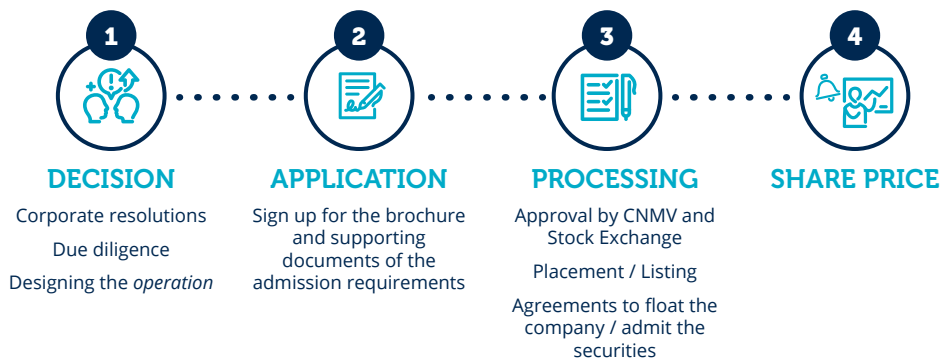 1
DECISION
Corporate resolutions
Due diligence
Designing the operation
2
APPLICATION
Sign up for the brochure
and supporting
documents of the
admission requirements
3
PROCESSING
Approval by CNMV and
Stock Exchange
Placement / Listing
Agreements to float the
company / admit the
securities
4
SHARE PRICE